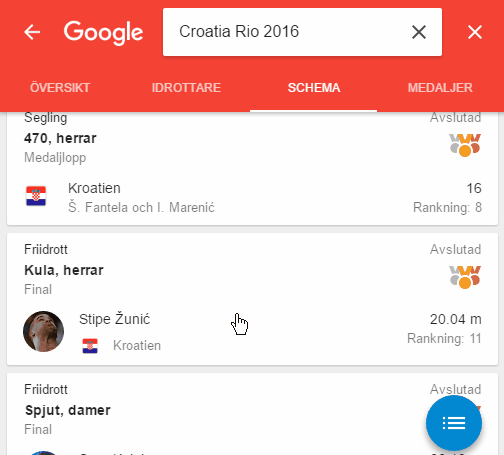 Google
Croatia Rio 2016
ÖVERSIKT IDROTTARE SCHEMA MEDALJER
Segling Avslutad
470, herrar
Medaljlopp
Kroatien 16
Š. Fantela och I. Marenić Rankning: 8
Friidrott Avslutad
Kula, herrar
Final
Stipe Žunić 20.04 m
Kroatien Rankning: 11
Friidrott Avslutad
Spjut, damer
Final